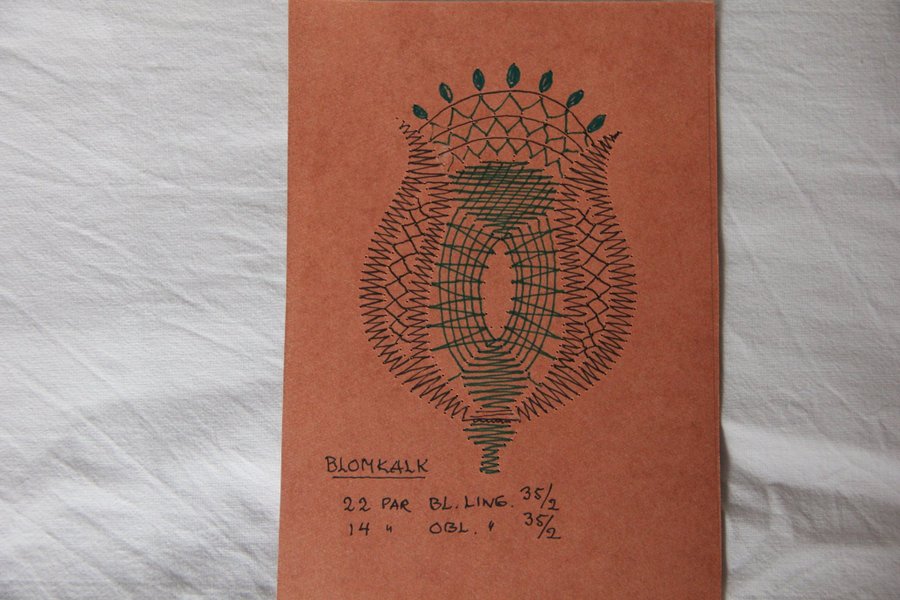 BLOMKALK
22 PAR BL. LING. 35/2
14 " OBL. " 35/2